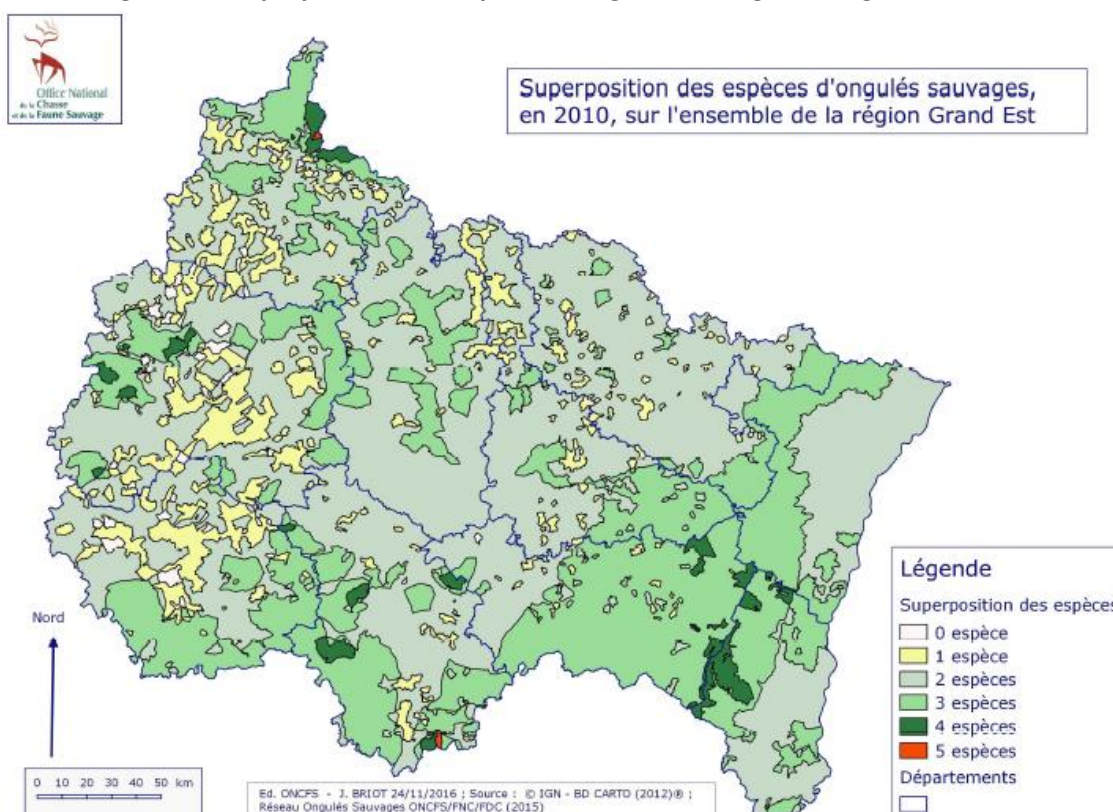 Office National
de la Chasse
et de la Faune Sauvage
Superposition des espèces d'ongulés sauvages,
en 2010, sur l'ensemble de la région Grand Est
Nord
0 10 20 30 40 50 km
Ed. ONCFS - J. BRIOT 24/11/2016 ; Source : © IGN - BD CARTO (2012)® ;
Réseau Ongulés Sauvages ONCFS/FNC/FDC (2015)
Légende
Superposition des espèces
0 espèce
1 espèce
2 espèces
3 espèces
4 espèces
5 espèces
Départements